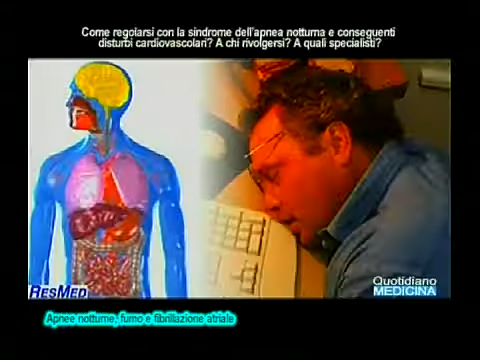 Come regolarsi con la sindrome dell'apnea notturna e conseguenti
disturbi cardiovascolari? A chi rivolgersi? A quali specialisti?
RESMED
Quotidiano
MEDICINA
Apnee notturne, fumo e fibrillazione atriale